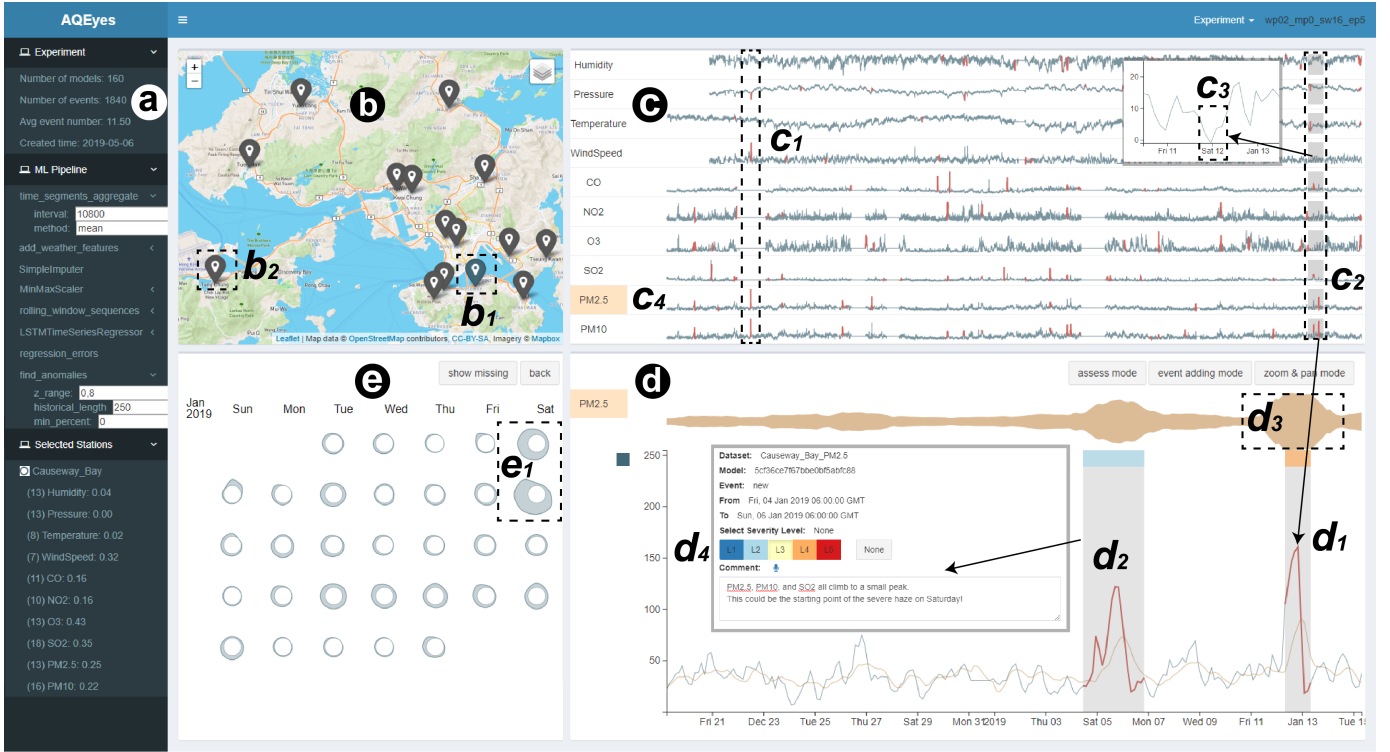 AQEyes
Experiment
wp02_mp0_sw16_ep5
Experiment
Number of models: 160
Number of events: 1840
Avg event number: 11.50
Created time: 2019-05-06
a
ML Pipeline
time_segments_aggregate
interval: 10800
method: mean
add_weather_features
SimpleImputer
MinMaxScaler
rolling_window_sequences
LSTMTimeSeriesRegressor
regression_errors
find_anomalies
z_range: 0,8
historical_length 250
min_percent: 0
Selected Stations
Causeway_Bay
(13) Humidity: 0.04
(13) Pressure: 0.00
(8) Temperature: 0.02
(7) WindSpeed: 0.32
(11) CO: 0.16
(10) NO2: 0.16
(13) O3: 0.43
(18) SO2: 0.35
(13) PM2.5: 0.25
(16) PM10: 0.22
+
−
b
Kwai Chung
Ma On Shan
Discovery Bay
b2
b1
Leaflet | Map data © OpenStreetMap contributors, CC-BY-SA, Imagery © Mapbox
c
Humidity
Pressure
Temperature
WindSpeed
CO
NO2
O3
SO2
PM2.5
PM10
C1
C2
C3
C4
20
10
0
Fri 11
Sat 12
Jan 13
e
show missing
back
Jan
2019
Sun
Mon
Tue
Wed
Thu
Fri
Sat
e1
d
assess mode
event adding mode
zoom & pan mode
PM2.5
d3
250
200
150
100
50
Dataset: Causeway_Bay_PM2.5
Model: 5cf36ce7f67bbe0bf5abfc88
Event: new
From Fri, 04 Jan 2019 06:00:00 GMT
To Sun, 06 Jan 2019 06:00:00 GMT
Select Severity Level: None
L1
L2
L3
L4
L5
None
Comment:
PM2.5, PM10, and SO2 all climb to a small peak.
This could be the starting point of the severe haze on Saturday!
d4
d2
d1
Fri 21
Dec 23
Tue 25
Thu 27
Sat 29
Mon 31
2019
Thu 03
Sat 05
Mon 07
Wed 09
Fri 11
Jan 13
Tue 15